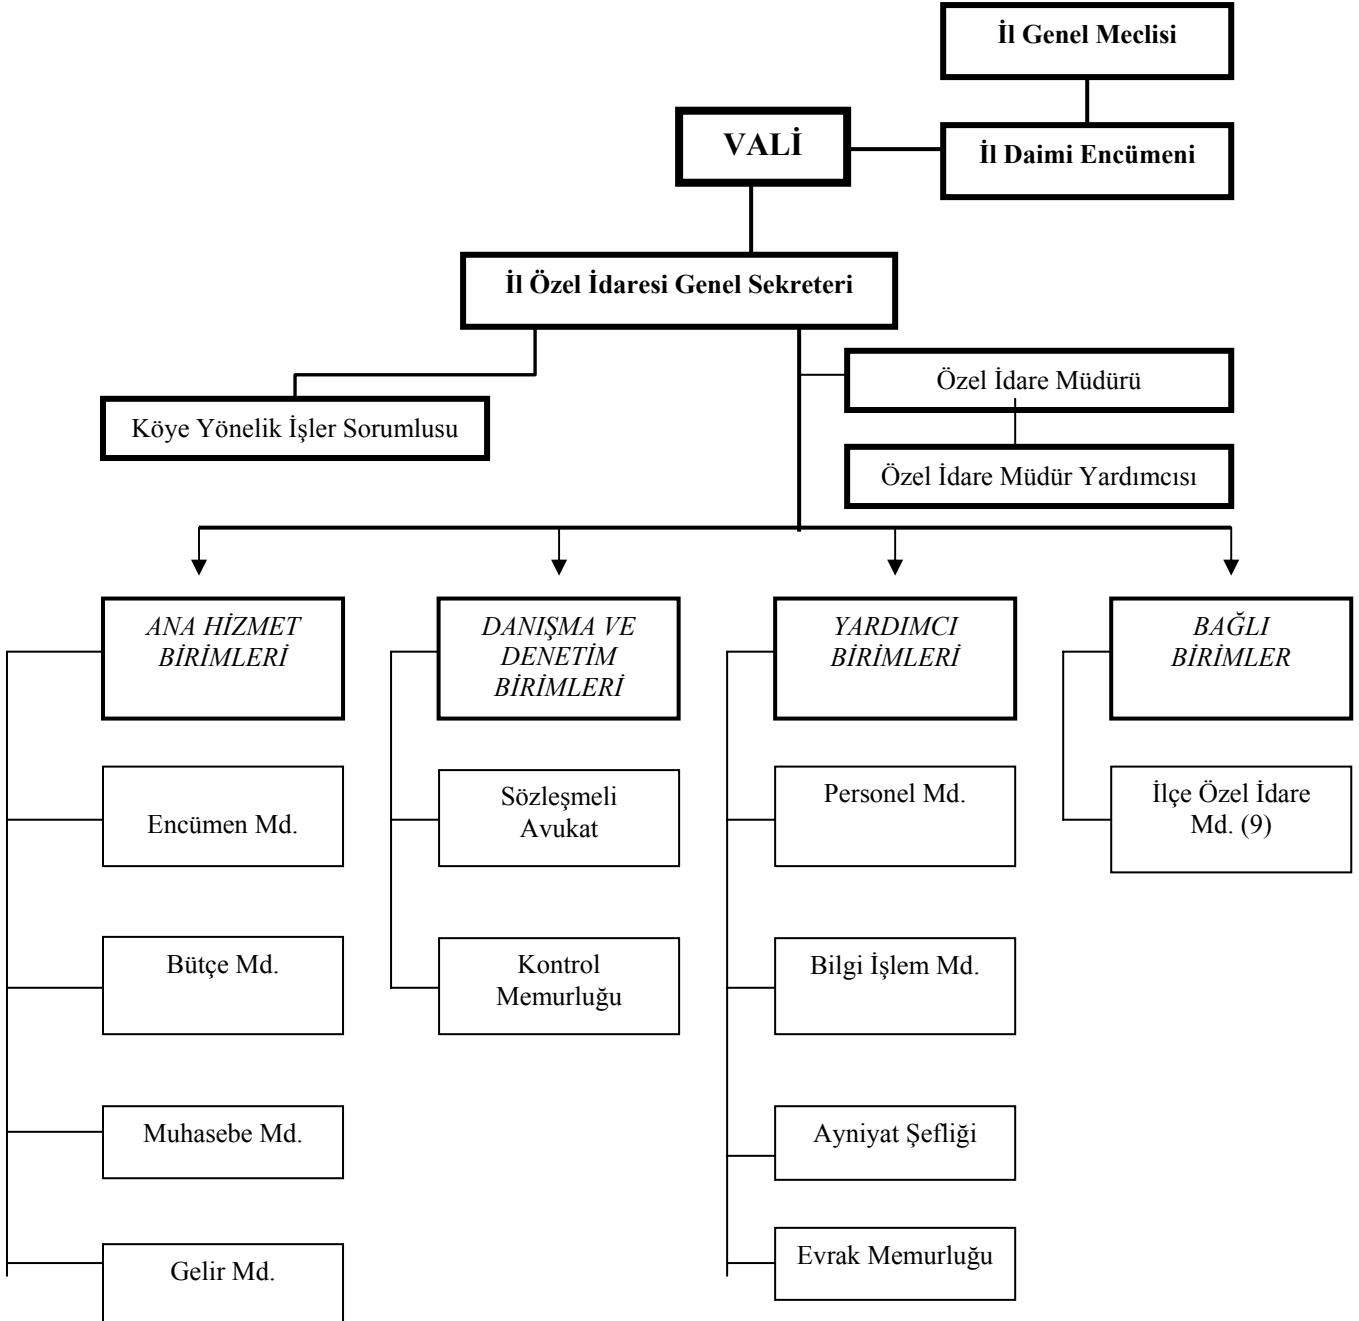 İl Genel Meclisi
VALİ
İl Daimi Encümeni
İl Özel İdaresi Genel Sekreteri
Özel İdare Müdürü
Köye Yönelik İşler Sorumlusu
Özel İdare Müdür Yardımcısı
ANA HİZMET
BİRİMLERİ
DANIŞMA VE
DENETİM
BİRİMLERİ
YARDIMCI
BİRİMLERİ
BAĞLI
BİRİMLER
Encümen Md.
Sözleşmeli
Avukat
Personel Md.
İlçe Özel İdare
Md. (9)
Bütçe Md.
Kontrol
Memurluğu
Bilgi İşlem Md.
Muhasebe Md.
Ayniyat Şefliği
Gelir Md.
Evrak Memurluğu